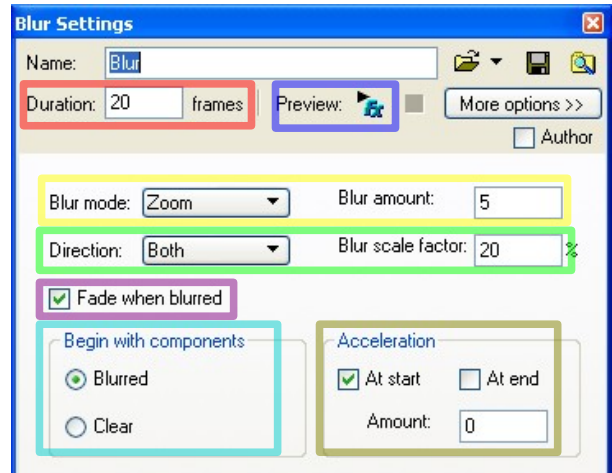 Blur Settings
Name: Blur
Duration: 20 frames Preview: fx More options >>
Author
Blur mode: Zoom Blur amount: 5
Direction: Both Blur scale factor: 20 %
Fade when blurred
Begin with components Acceleration
Blurred At start At end
Clear Amount: 0